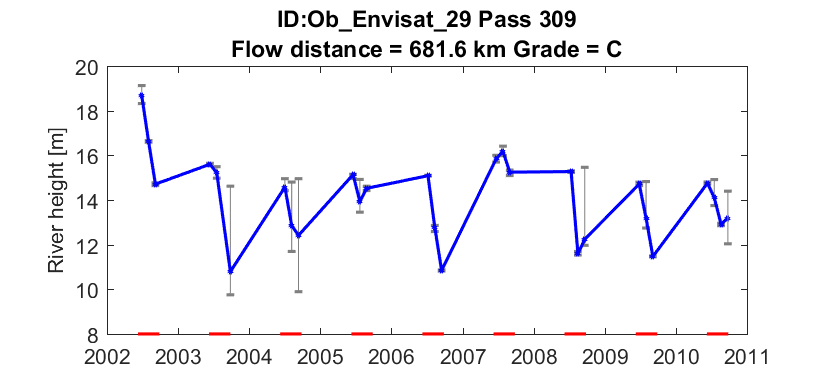 ID:Ob_Envisat_29 Pass 309
Flow distance = 681.6 km Grade = C
River height [m]
20
18
16
14
12
10
8
2002 2003 2004 2005 2006 2007 2008 2009 2010 2011